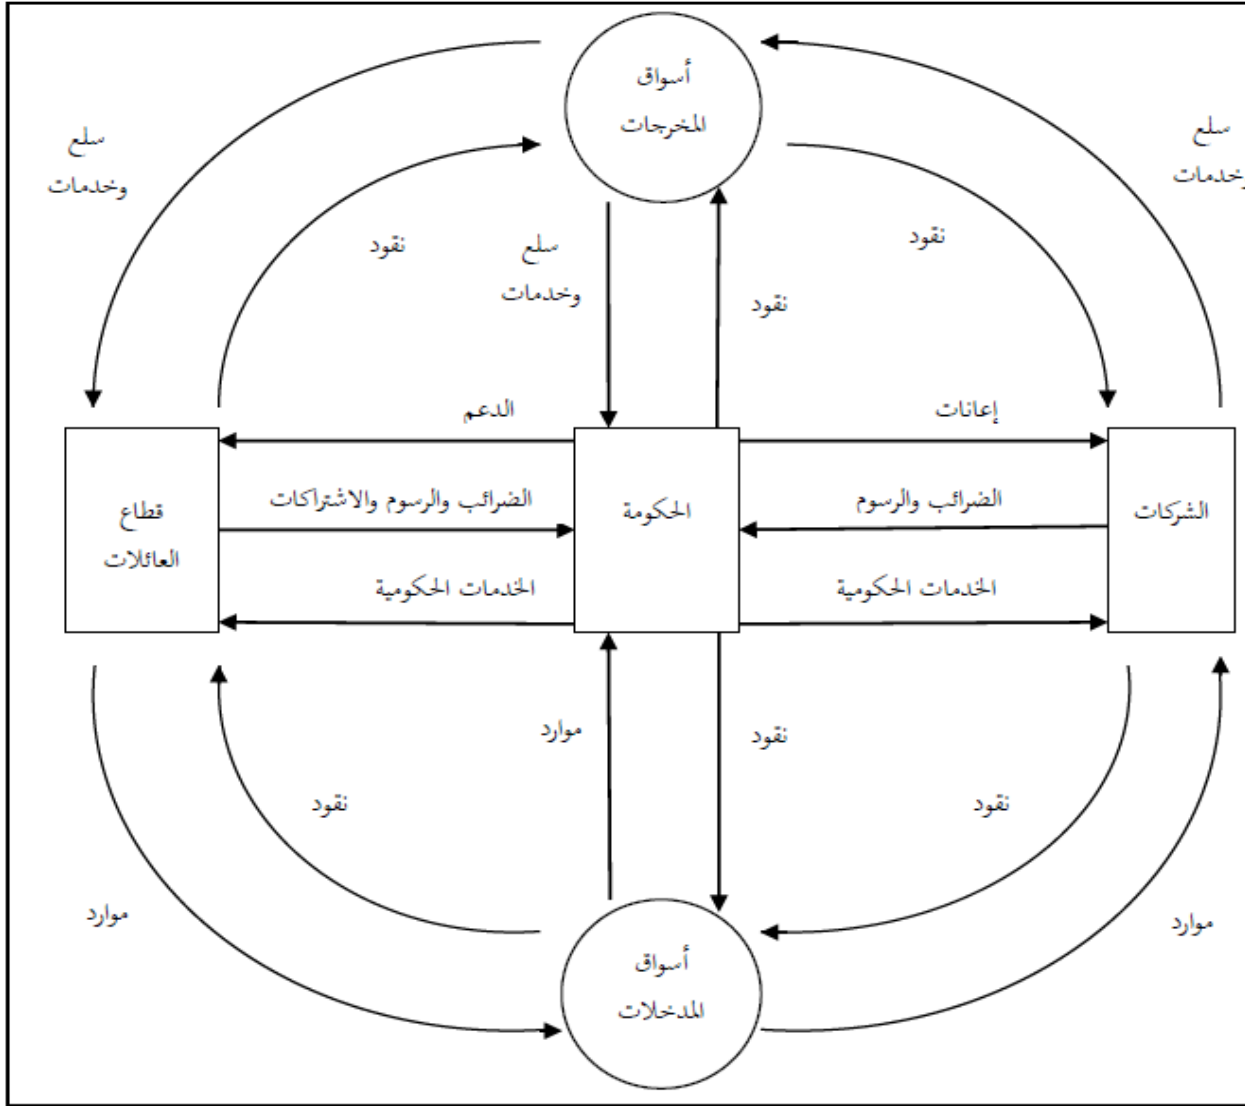 أسواق
المخرجات
سلع
وخدمات
سلع
وخدمات
نقود
نقود
سلع
وخدمات
نقود
إعانات
الدعم
الشركات
الضرائب والرسوم
الحكومة
الضرائب والرسوم والاشتراكات
قطاع
العائلات
الخدمات الحكومية
الخدمات الحكومية
نقود
موارد
نقود
نقود
موارد
موارد
أسواق
المدخلات